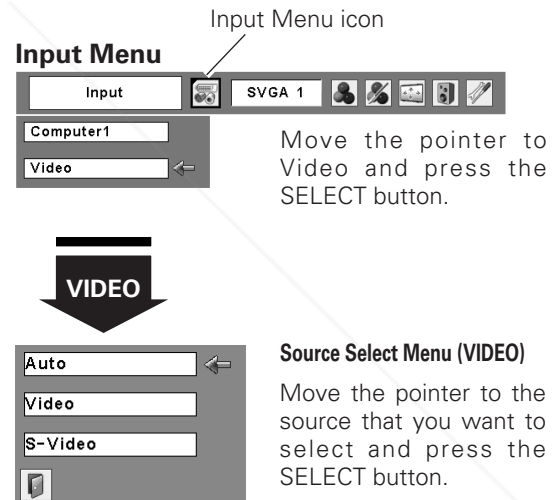 Input Menu icon
Input Menu
Input
SVGA 1
Computer1
Video
Move the pointer to
Video and press the
SELECT button.
VIDEO
Auto
Video
S-Video
Source Select Menu (VIDEO)
Move the pointer to the
source that you want to
select and press the
SELECT button.